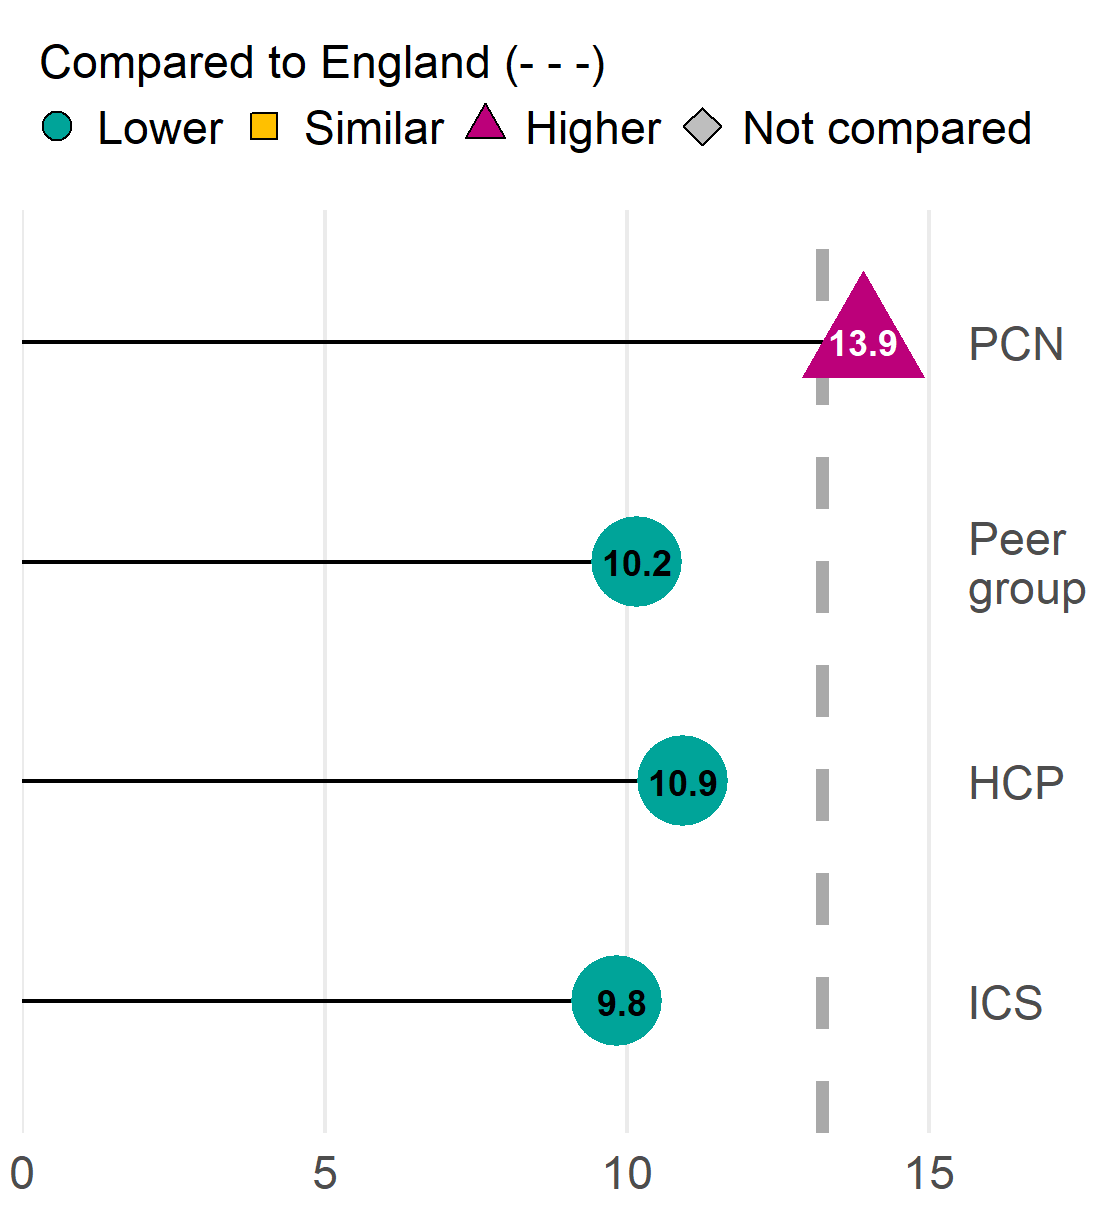 Compared to England (- - -)
Lower Similar Higher Not compared
13.9 PCN
Peer
10.2
group
10.9 HCP
9.8 ICS
0 5 10 15